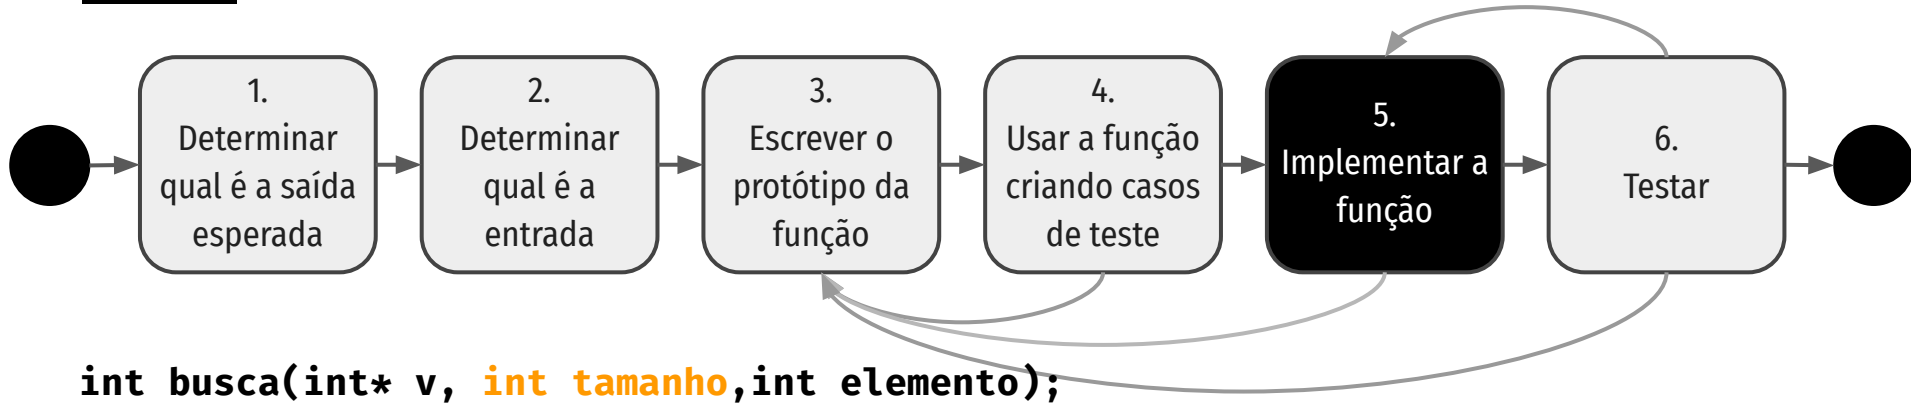 1.
Determinar
qual é a saída
esperada
2.
Determinar
qual é a
entrada
3.
Escrever o
protótipo da
função
4.
Usar a função
criando casos
de teste
5.
Implementar a
função
6.
Testar
int busca(int* v, int tamanho,int elemento);